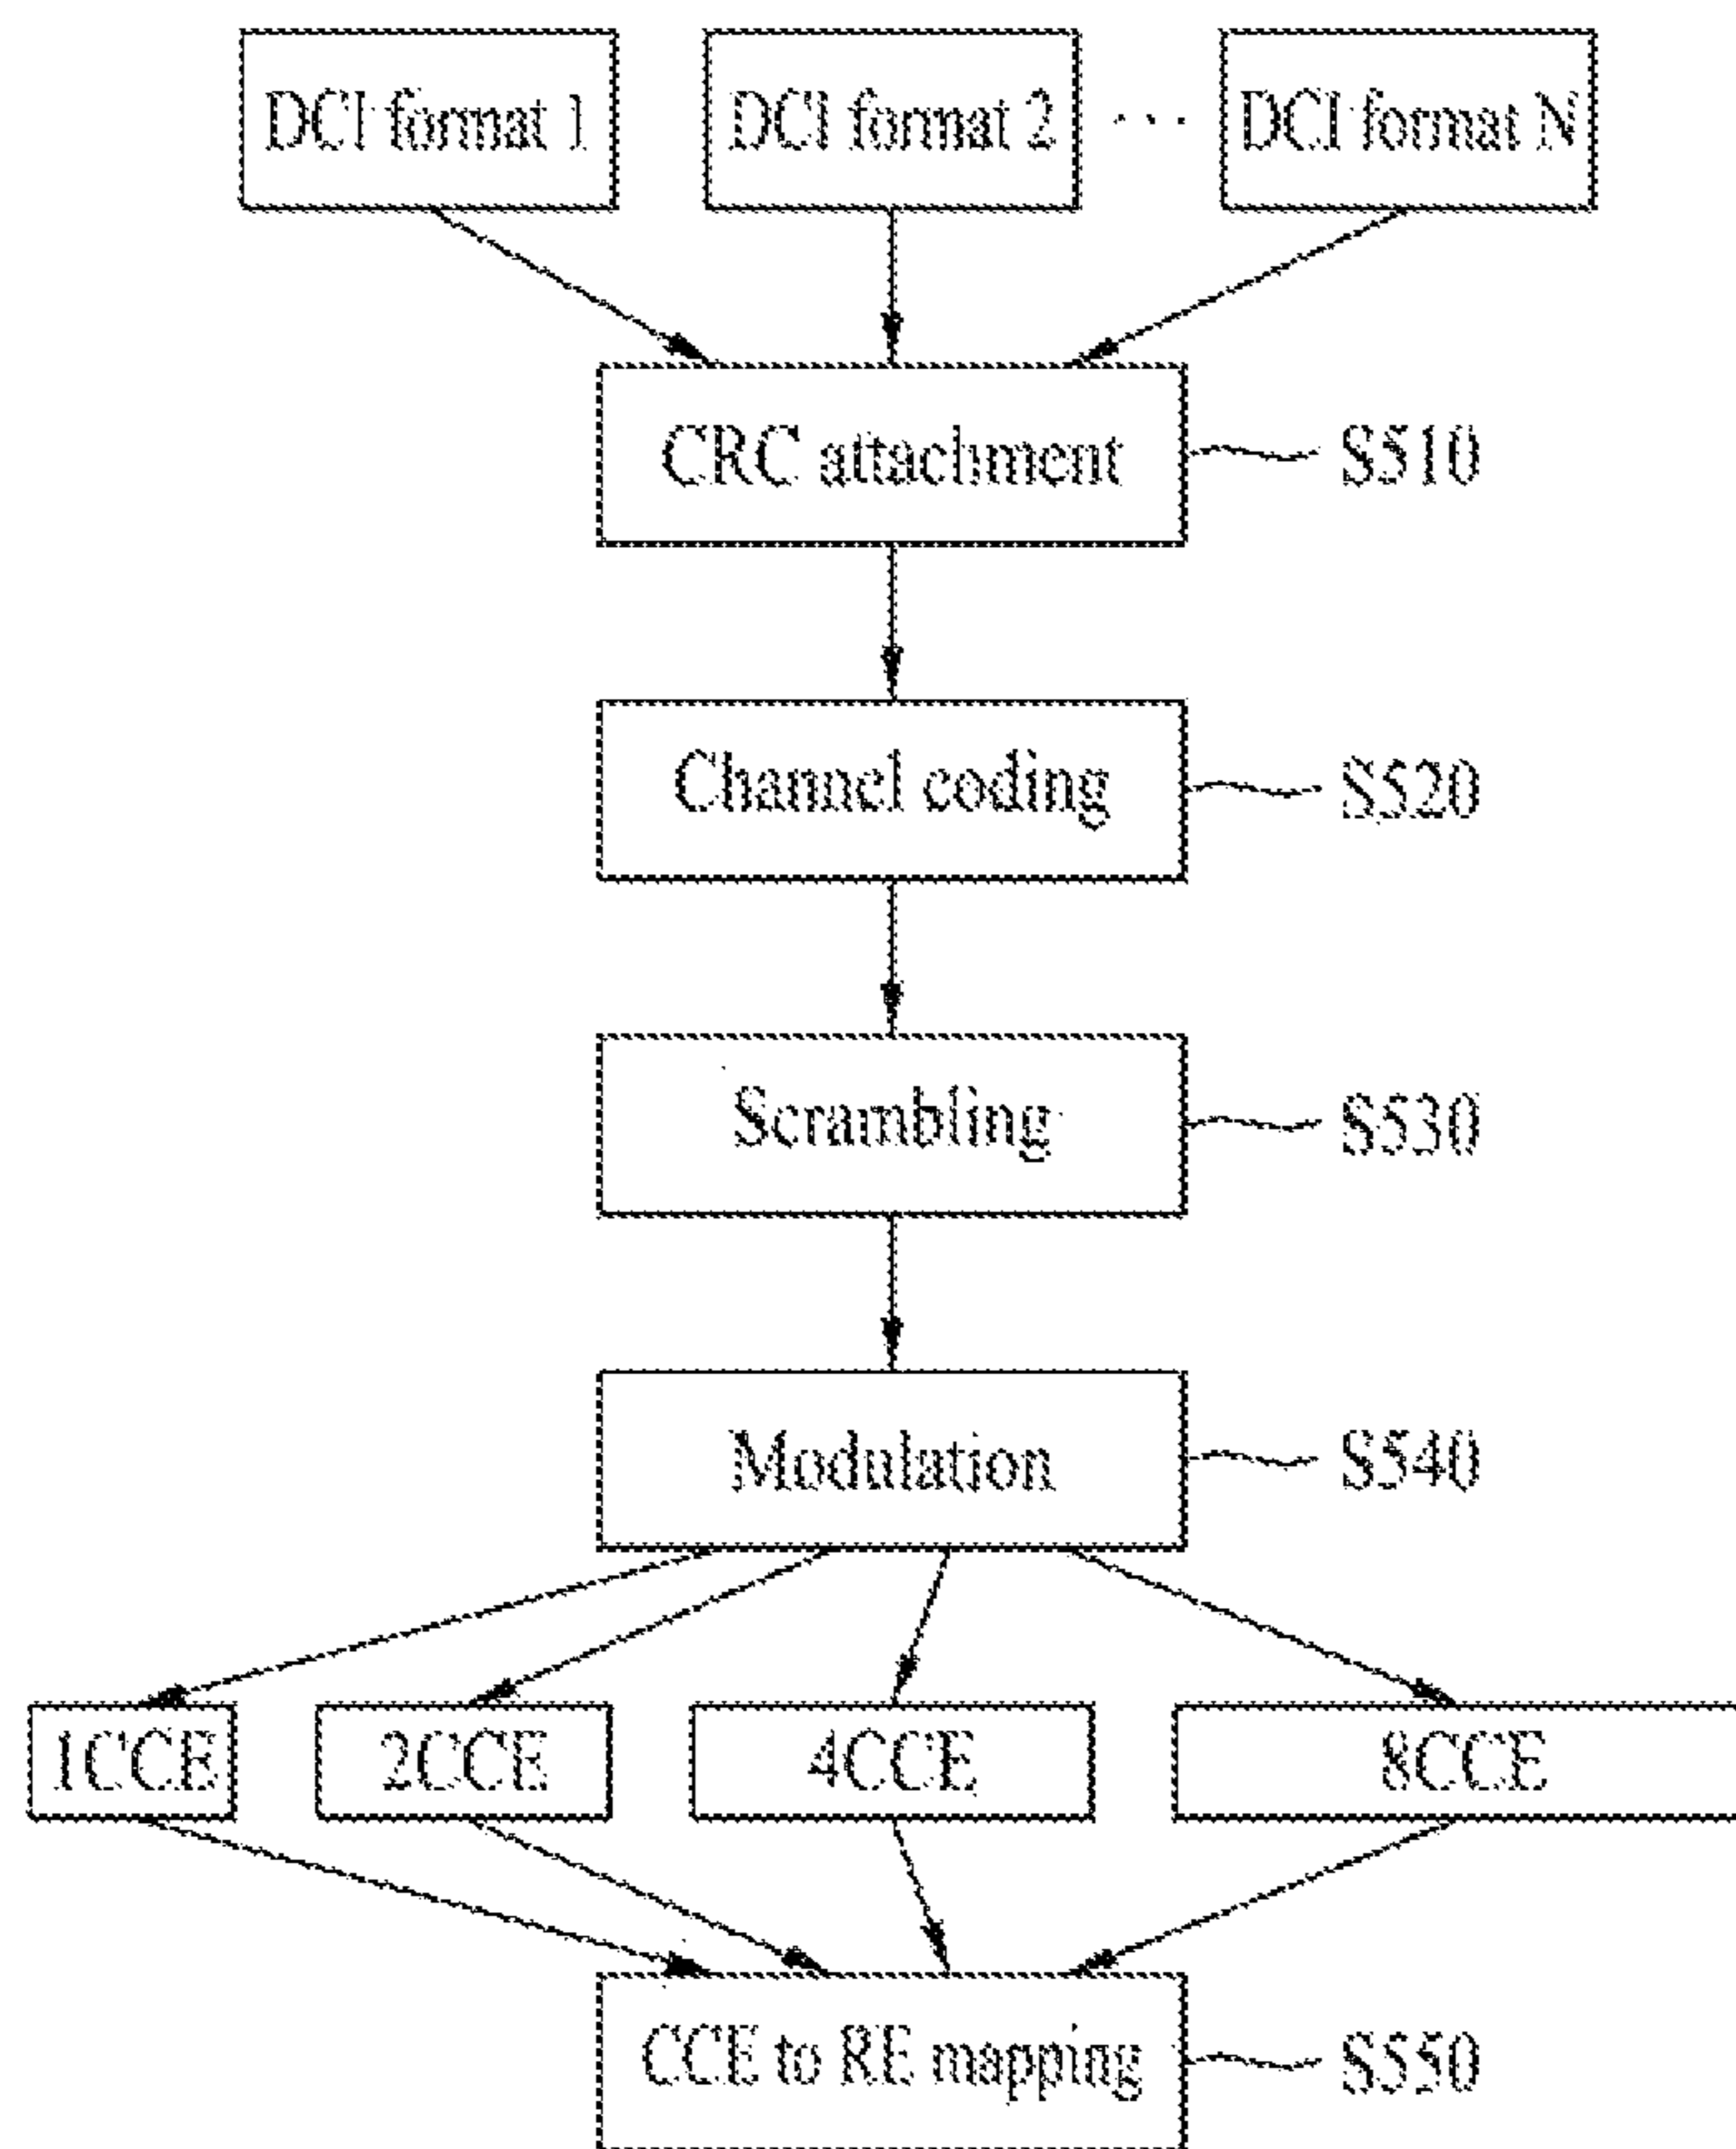 DCI format 1
DCI format 2
...
DCI format N
CRC attachment
S510
Channel coding
S520
Scrambling
S530
Modulation
S540
1CCE
2CCE
4CCE
8CCE
CCE to RE mapping
S550